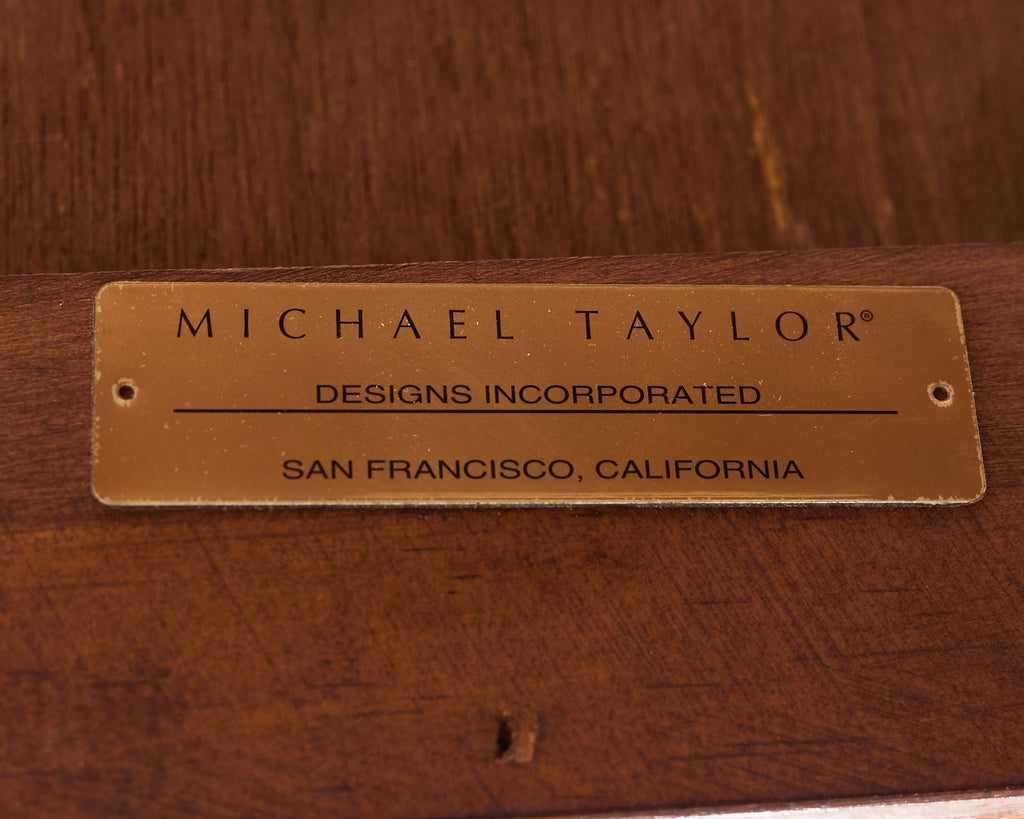 MICHAEL TAYLOR®
DESIGNS INCORPORATED
SAN FRANCISCO, CALIFORNIA